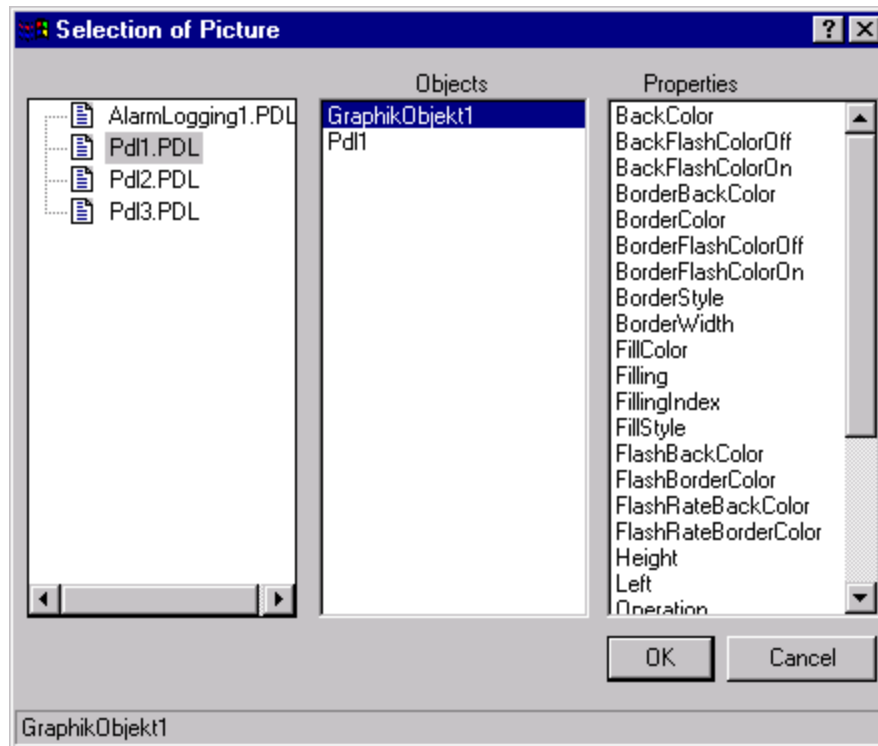 Selection of Picture
Objects
Properties
AlarmLogging1.PDL
Pdl1.PDL
Pdl2.PDL
Pdl3.PDL
GraphikObjekt1
Pdl1
BackColor
BackFlashColorOff
BackFlashColorOn
BorderBackColor
BorderColor
BorderFlashColorOff
BorderFlashColorOn
BorderStyle
BorderWidth
FillColor
Filling
FillingIndex
FillStyle
FlashBackColor
FlashBorderColor
FlashRateBackColor
FlashRateBorderColor
Height
Left
Operation
OK
Cancel
GraphikObjekt1